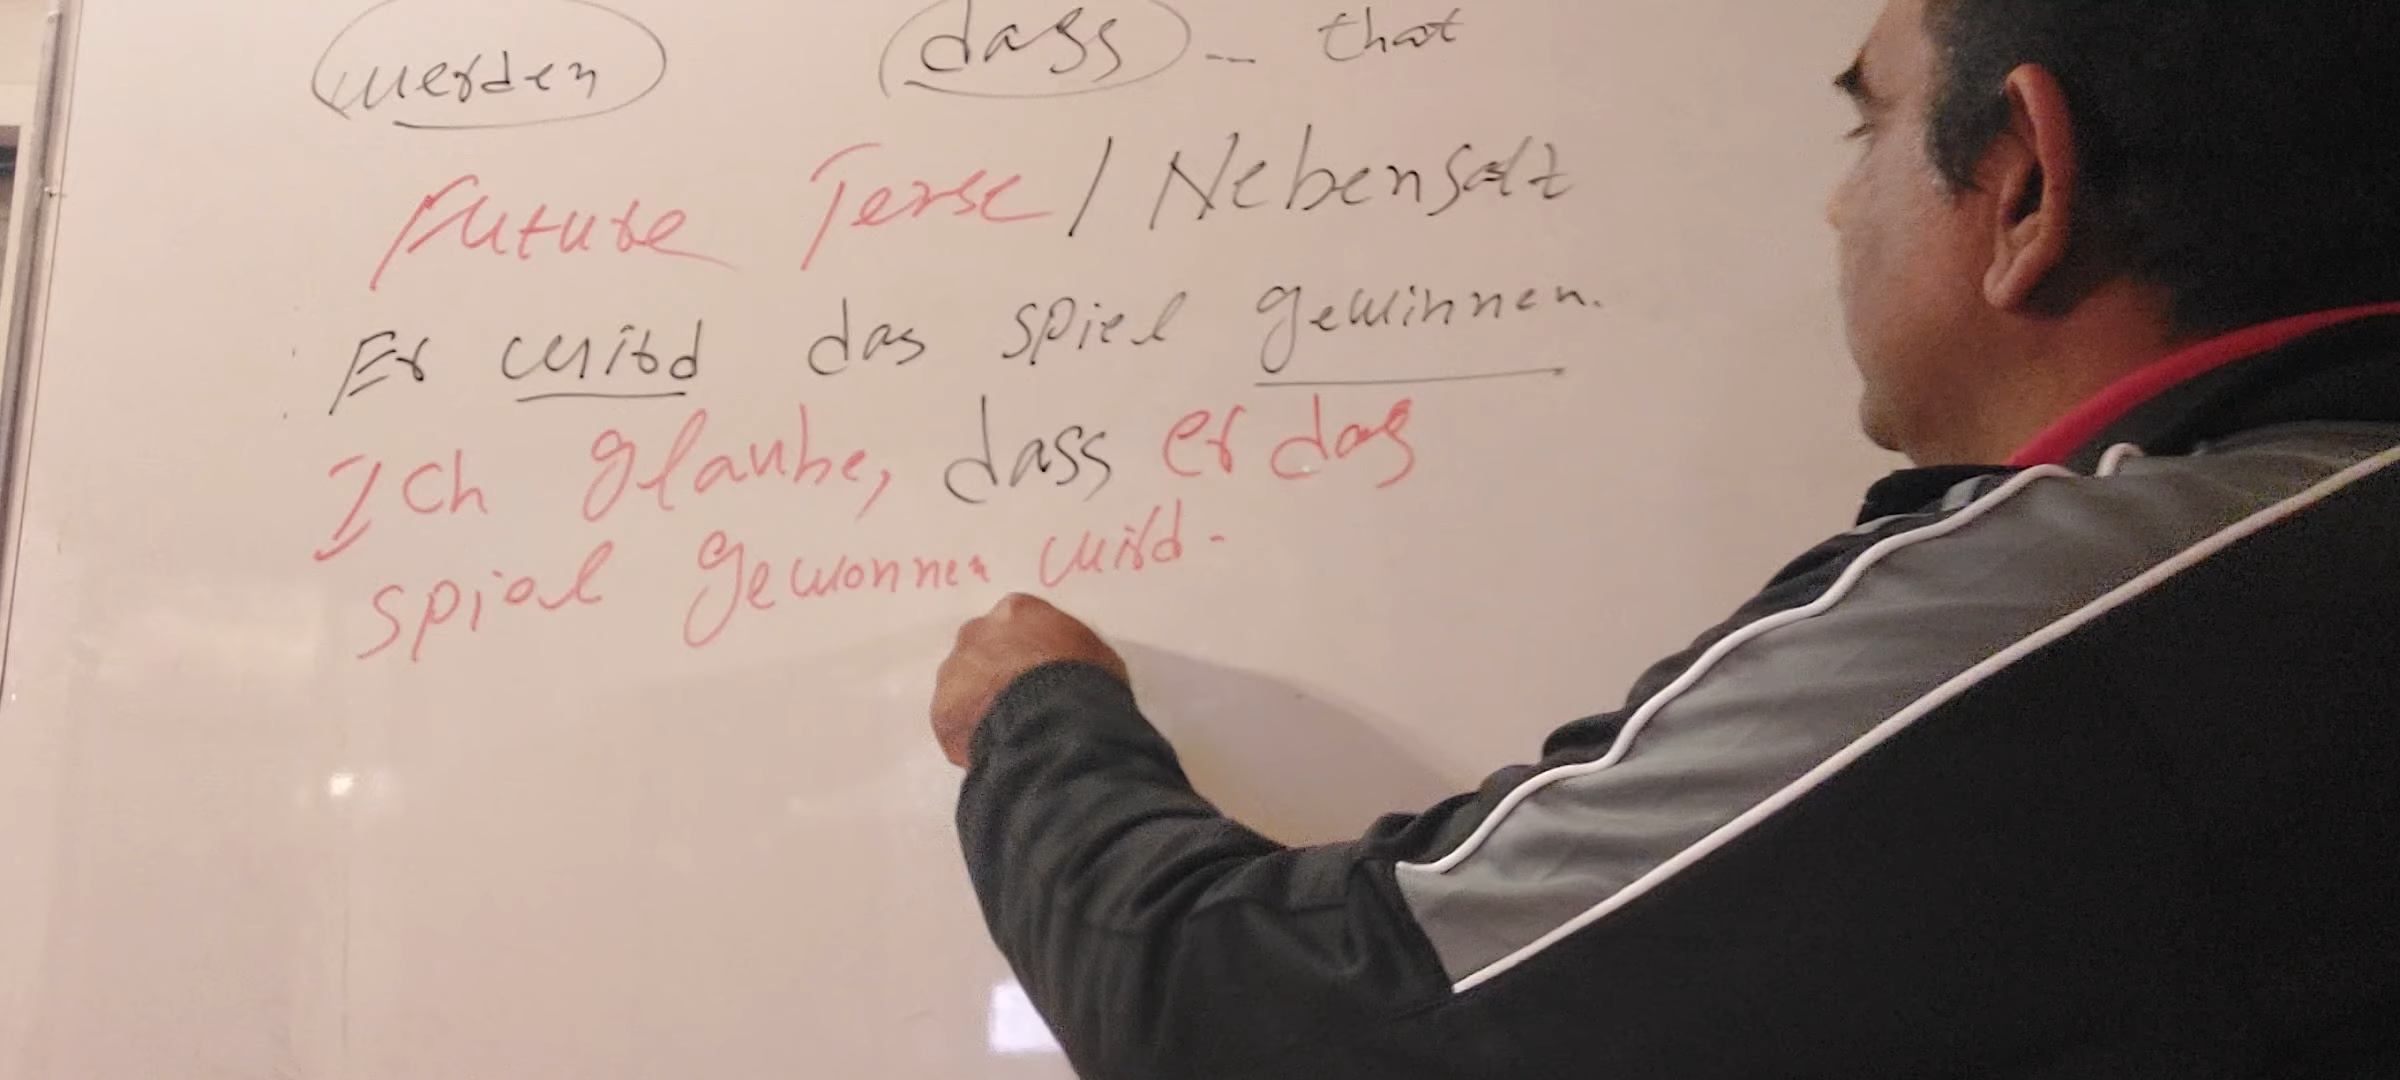 werden dass -- that
Future Tense / Nebensatz
Er wird das spiel gewinnen.
Ich glaube, dass er das
spiel gewonnen wird.